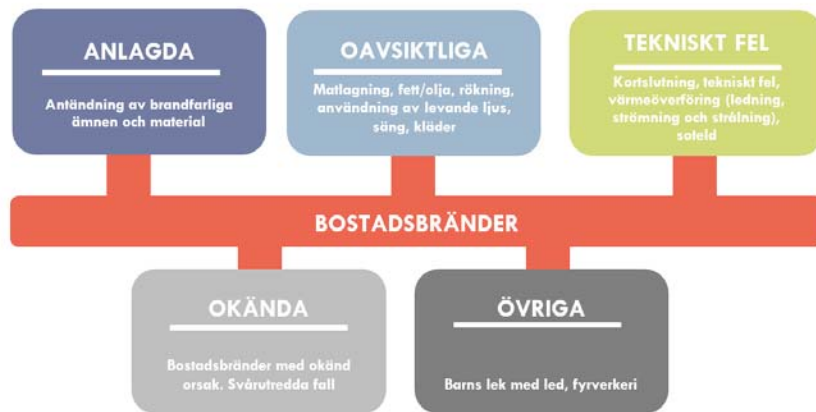 ANLAGDA
Antändning av brandfarliga
ämnen och material
OAVSIKTLIGA
Matlagning, fett/olja, rökning,
användning av levande ljus,
säng, kläder
TEKNISKT FEL
Kortslutning, tekniskt fel,
värmeöverföring (ledning,
strömning och strålning),
soteld
BOSTADSBRÄNDER
OKÄNDA
Bostadsbränder med okänd
orsak. Svårutredda fall
ÖVRIGA
Barns lek med led, fyrverkeri